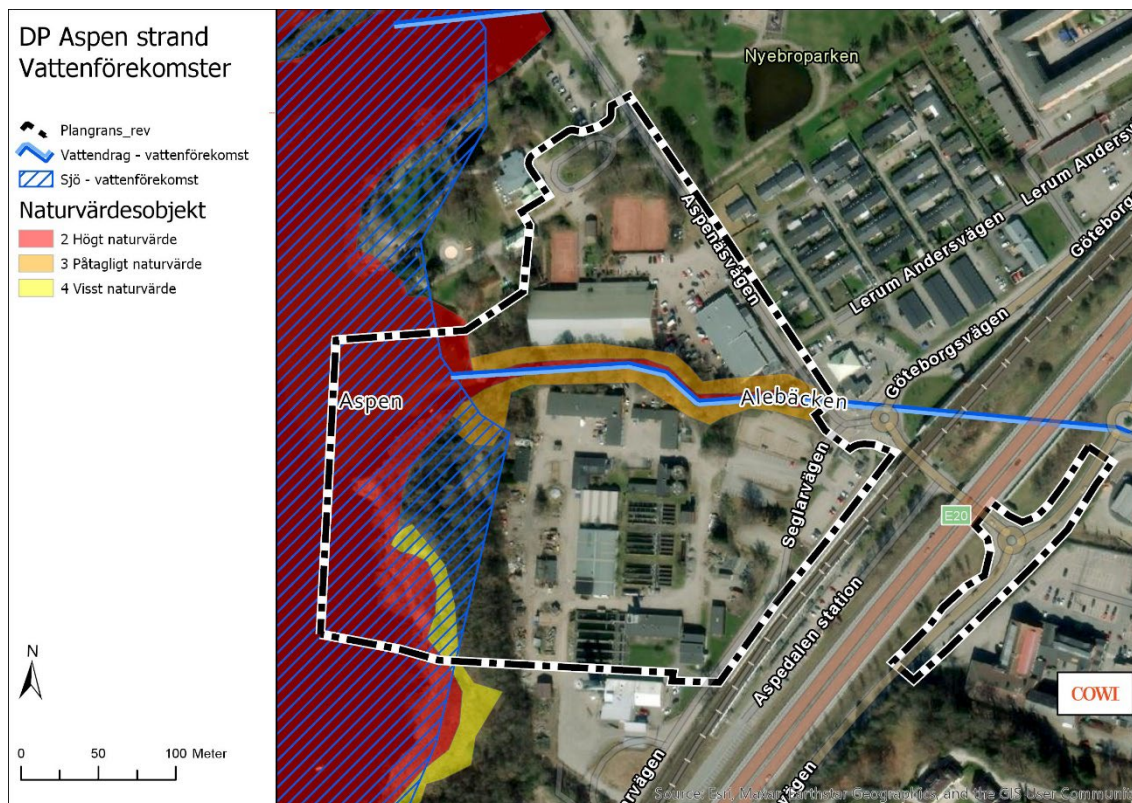 DP Aspen strand
Vattenförekomster
Plangrans_rev
Vattendrag - vattenförekomst
Sjö - vattenförekomst
Naturvärdesobjekt
2 Högt naturvärde
3 Påtagligt naturvärde
4 Visst naturvärde
N
0 50 100 Meter
Nyebroparken
Aspenäsvägen
Lerum Andersvägen
Lerum Andersv
Göteborgsvägen
Göteborg
Aspen
Alebäcken
Seglarvägen
E20
Aspedalen station
COWI
arvägen
rvägen
Source: Esri, Maxar, Earthstar Geographics, and the GIS User Communit